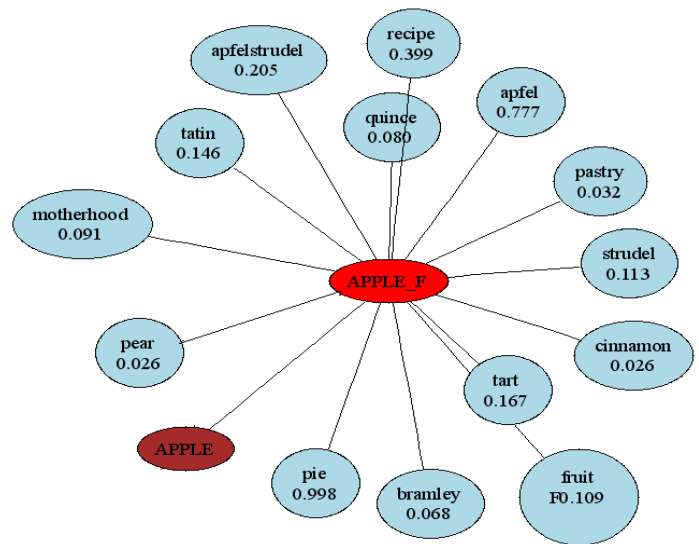 recipe
0.399
apfelstrudel
0.205
apfel
0.777
quince
0.080
tatin
0.146
pastry
0.032
motherhood
0.091
strudel
0.113
APPLE_F
pear
0.026
cinnamon
0.026
tart
0.167
APPLE
pie
0.998
bramley
0.068
fruit
F0.109